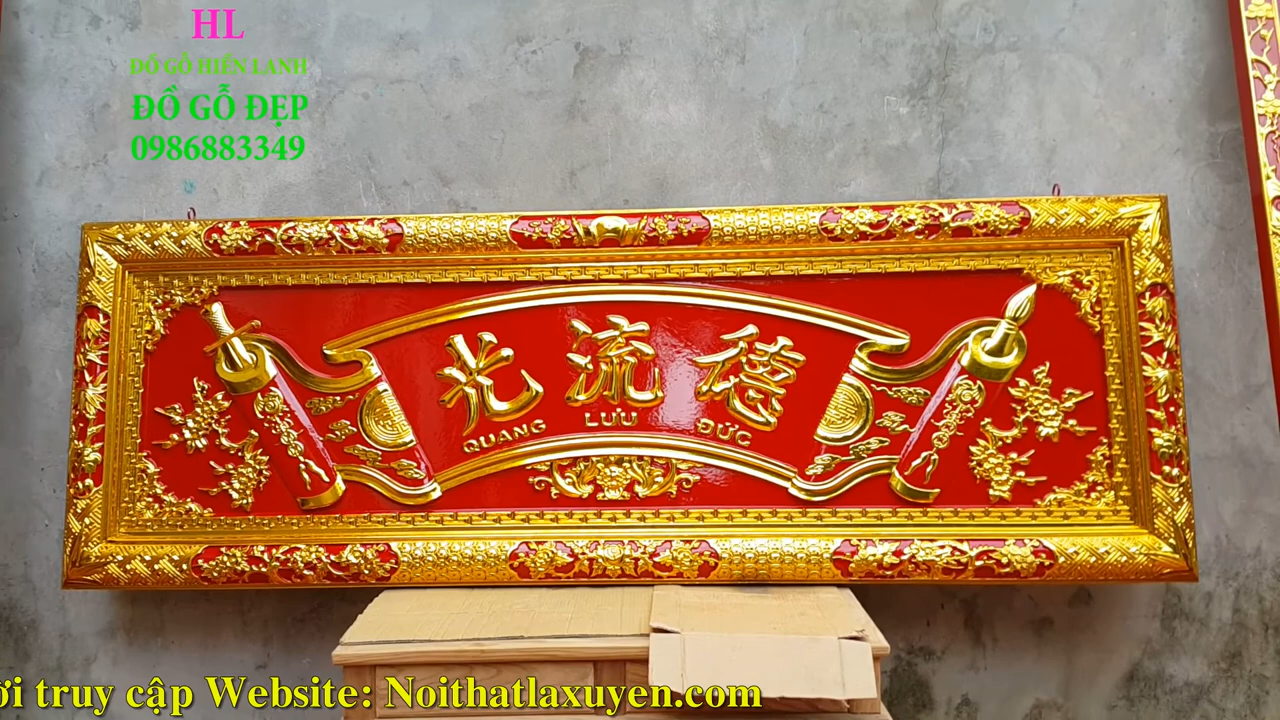 HL
ĐỒ GỖ HIỀN LANH
ĐỒ GỖ ĐẸP
0986883349
光流德
QUANG LƯU ĐỨC
ời truy cập Website: Noithatlaxuyen.com